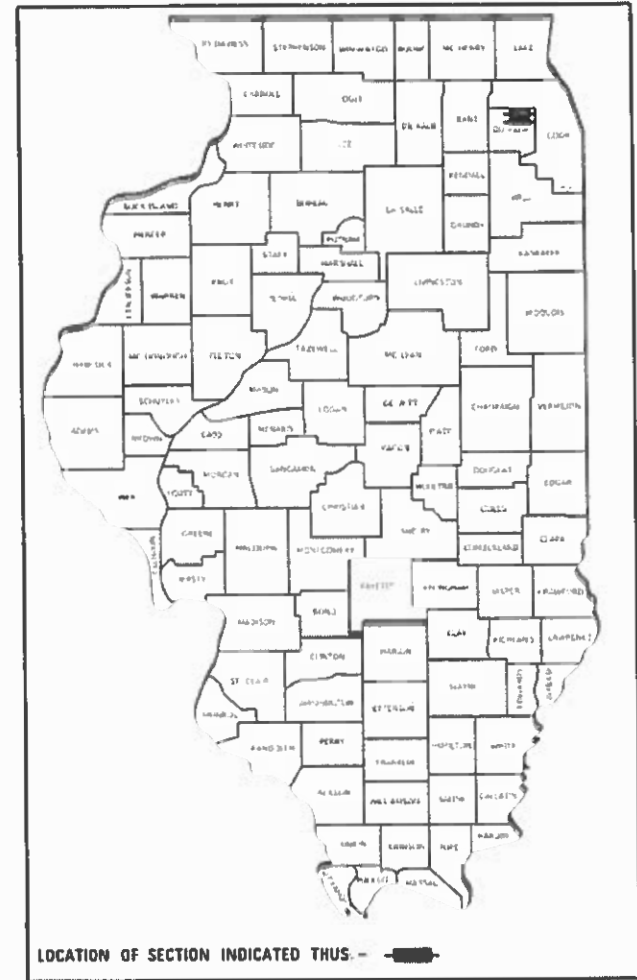 STEPHENSON
MC HENRY
LAKE
CARROLL
OGLE
WHITESIDE
DE KALB
KANE
COOK
LEE
KENDALL
ROCK ISLAND
HENRY
BUREAU
LA SALLE
GRUNDY
MERCER
PUTNAM
STARK
MARSHALL
KANKAKEE
WARREN
KNOX
WOODFORD
LIVINGSTON
IROQUOIS
TAZEWELL
HANCOCK
MC DONOUGH
FULTON
MC LEAN
FORD
MASON
SCHUYLER
LOGAN
DE WITT
CHAMPAIGN
VERMILION
ADAMS
BROWN
CASS
MENARD
MACON
PIATT
MORGAN
SANGAMON
DOUGLAS
EDGAR
PIKE
SCOTT
CHRISTIAN
MOULTRIE
COLES
GREENE
SHELBY
CLARK
CUMBERLAND
MACOUPIN
MONTGOMERY
JERSEY
FAYETTE
EFFINGHAM
JASPER
CRAWFORD
BOND
MADISON
CLAY
RICHLAND
LAWRENCE
CLINTON
MARION
ST CLAIR
WAYNE
WASHINGTON
JEFFERSON
MONROE
RANDOLPH
PERRY
HAMILTON
WHITE
FRANKLIN
JACKSON
WILLIAMSON
SALINE
GALLATIN
UNION
JOHNSON
POPE
HARDIN
MASSAC
LOCATION OF SECTION INDICATED THUS -